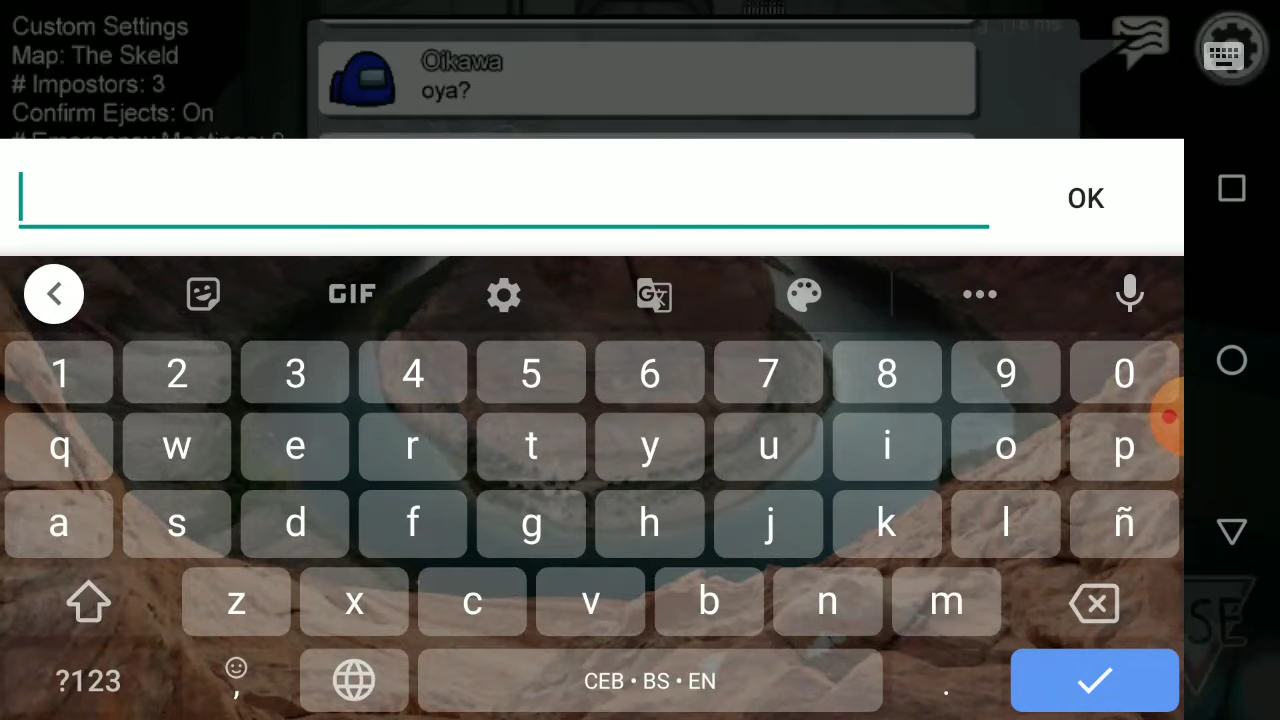 Custom Settings
Map: The Skeld
# Impostors: 3
Confirm Ejects: On
Oikawa
oya?
OK
GIF
1 2 3 4 5 6 7 8 9 0
q w e r t y u i o p
a s d f g h j k l ñ
z x c v b n m
?123 , CEB • BS • EN .